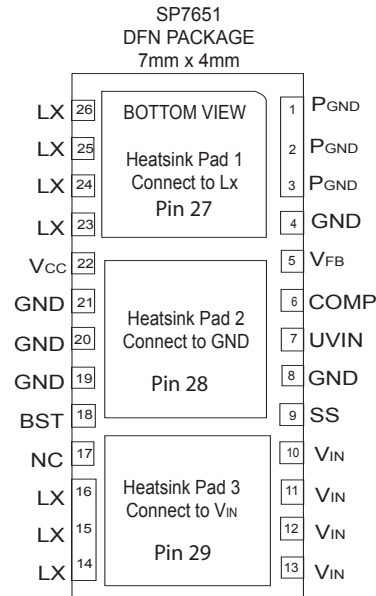 SP7651
DFN PACKAGE
7mm x 4mm
BOTTOM VIEW
Heatsink Pad 1
Connect to Lx
Pin 27
Heatsink Pad 2
Connect to GND
Pin 28
Heatsink Pad 3
Connect to VIN
Pin 29
LX 26
LX 25
LX 24
LX 23
VCC 22
GND 21
GND 20
GND 19
BST 18
NC 17
LX 16
LX 15
LX 14
1 PGND
2 PGND
3 PGND
4 GND
5 VFB
6 COMP
7 UVIN
8 GND
9 SS
10 VIN
11 VIN
12 VIN
13 VIN